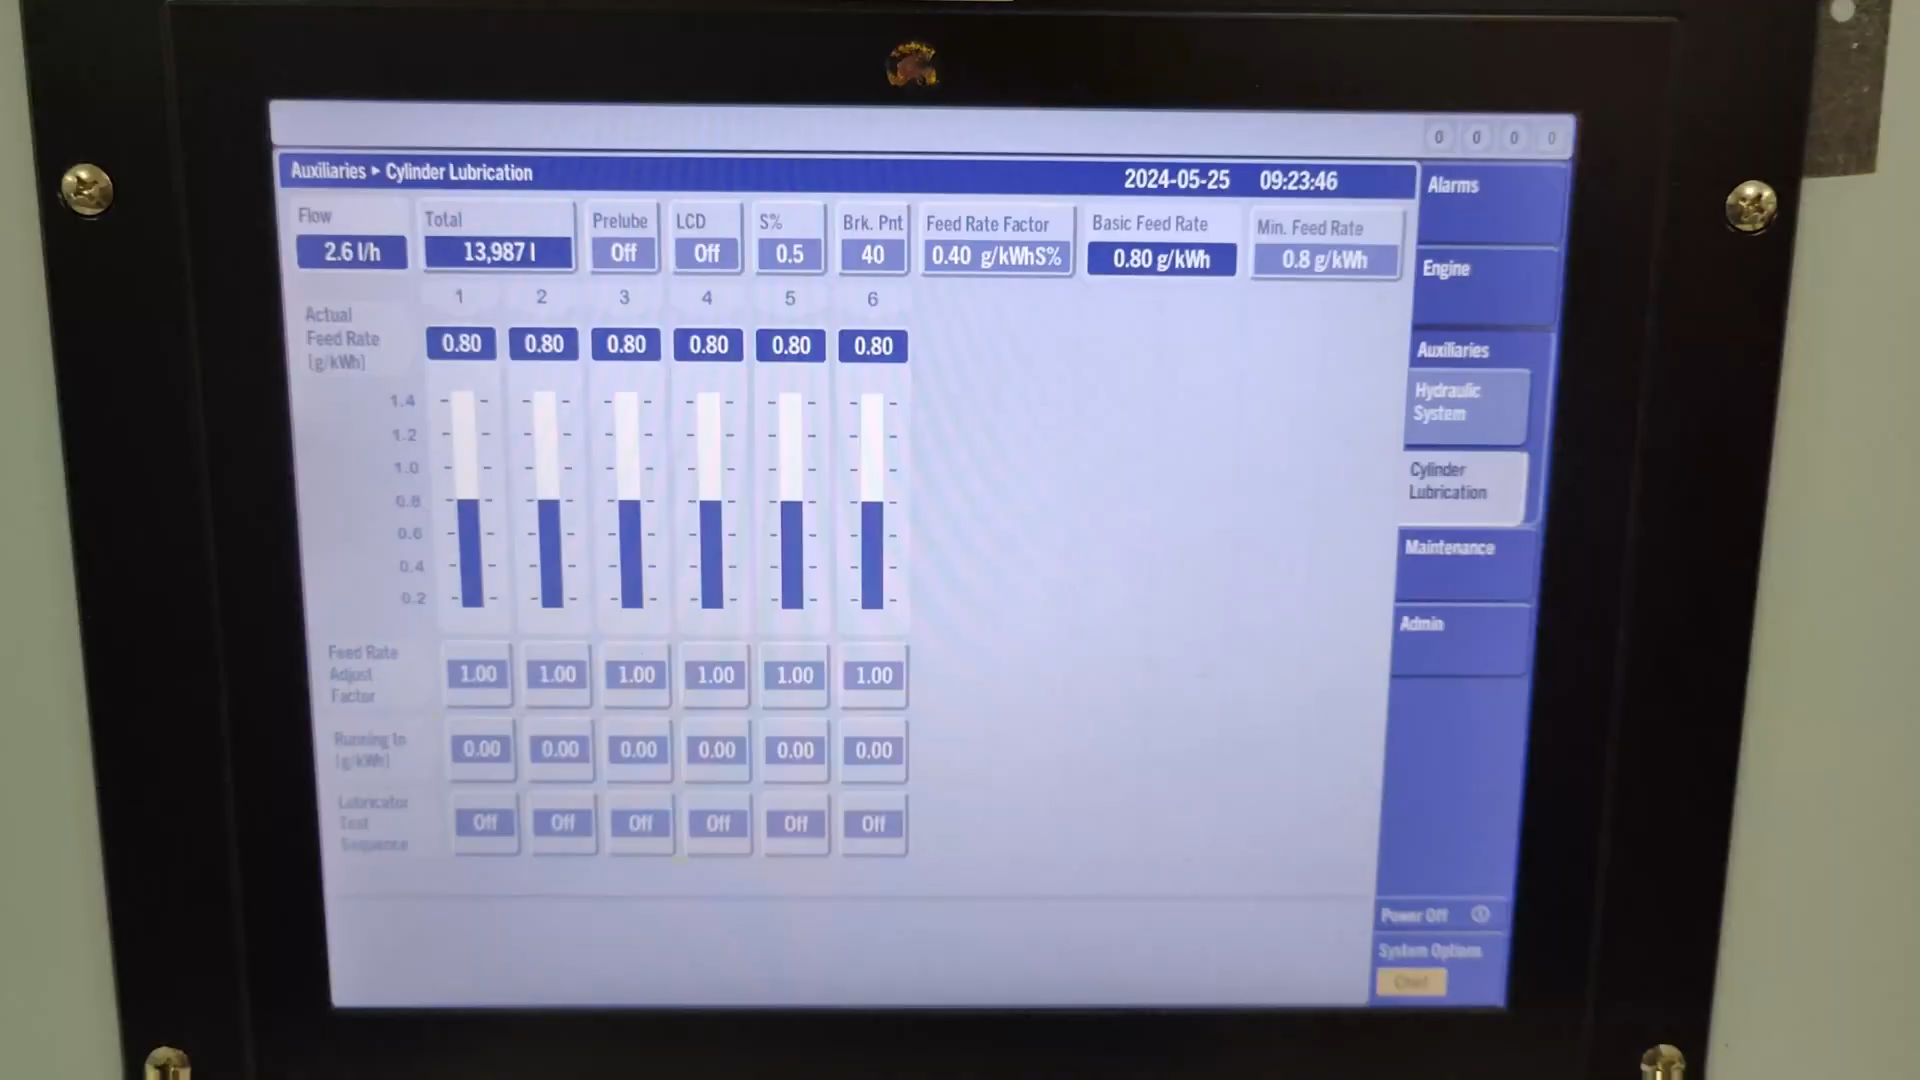 0 0 0 0
Auxiliaries ▸ Cylinder Lubrication 2024-05-25 09:23:46
Flow Total Prelube LCD S% Brk. Pnt Feed Rate Factor Basic Feed Rate Min. Feed Rate
2.6 l/h 13,987 l Off Off 0.5 40 0.40 g/kWhS% 0.80 g/kWh 0.8 g/kWh
1 2 3 4 5 6
Actual
Feed Rate
[g/kWh]
0.80 0.80 0.80 0.80 0.80 0.80
1.4
1.2
1.0
0.8
0.6
0.4
0.2
Feed Rate
Adjust
Factor
1.00 1.00 1.00 1.00 1.00 1.00
Running In
[g/kWh]
0.00 0.00 0.00 0.00 0.00 0.00
Lubricator
Test
Sequence
Off Off Off Off Off Off
Alarms
Engine
Auxiliaries
Hydraulic
System
Cylinder
Lubrication
Maintenance
Admin
Power Off
System Options
Chief